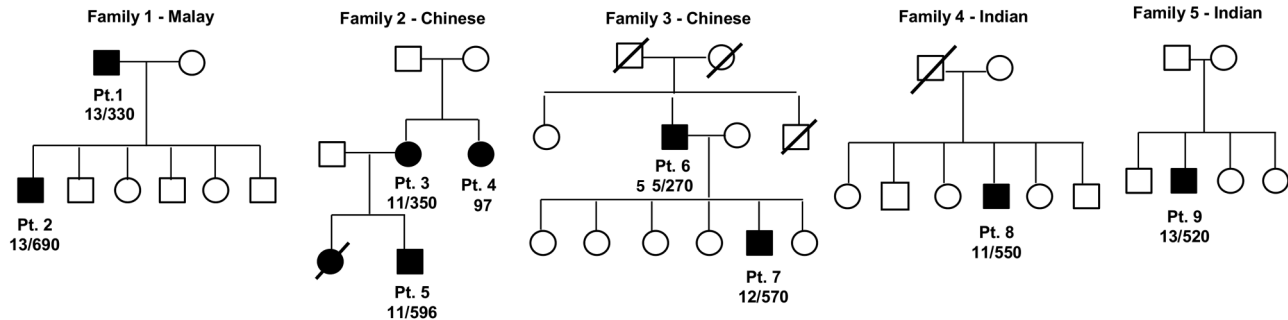 Family 1 - Malay
Pt.1
13/330
Pt. 2
13/690
Family 2 - Chinese
Pt. 3
11/350
Pt. 4
97
Pt. 5
11/596
Family 3 - Chinese
Pt. 6
5 5/270
Pt. 7
12/570
Family 4 - Indian
Pt. 8
11/550
Family 5 - Indian
Pt. 9
13/520